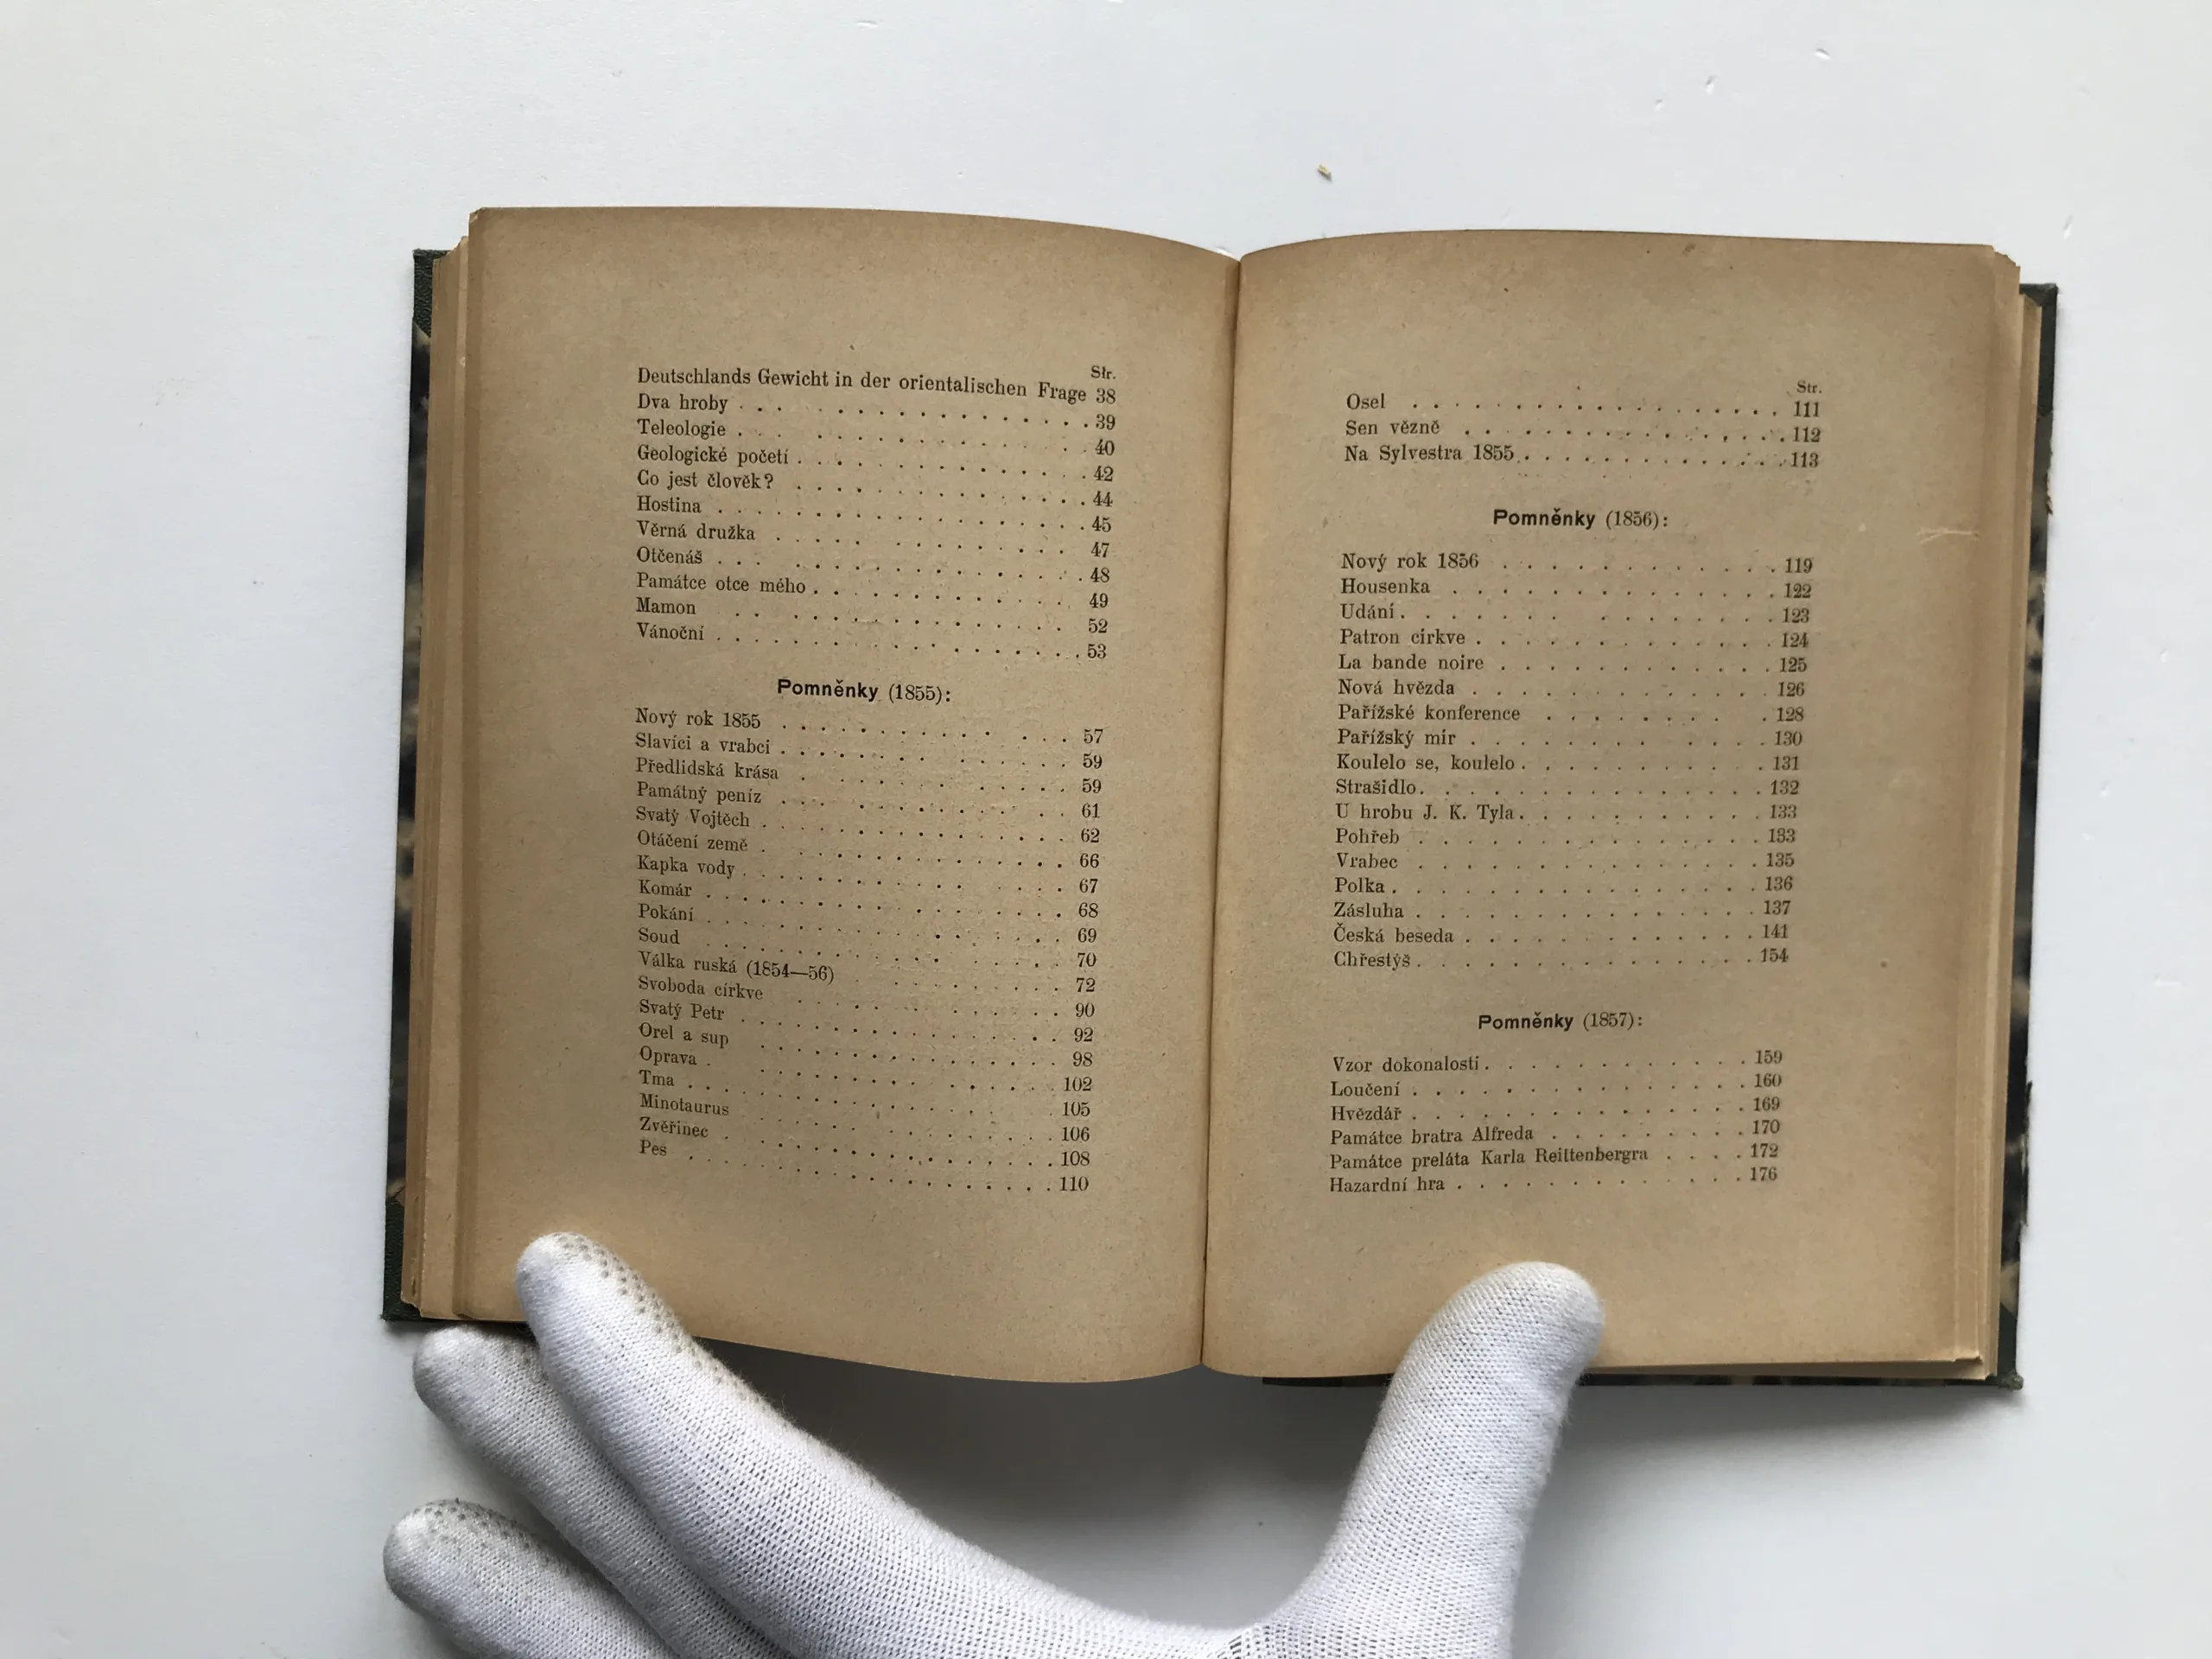 Str.
Deutschlands Gewicht in der orientalischen Frage 38
Dva hroby . . . . . . . . . . . . . . . . 39
Teleologie . . . . . . . . . . . . . . . . 40
Geologické početí . . . . . . . . . . . . . 42
Co jest člověk? . . . . . . . . . . . . . . 44
Hostina . . . . . . . . . . . . . . . . . 45
Věrná družka . . . . . . . . . . . . . . . 47
Otčenáš . . . . . . . . . . . . . . . . . 48
Památce otce mého . . . . . . . . . . . . . 49
Mamon . . . . . . . . . . . . . . . . . 52
Vánoční . . . . . . . . . . . . . . . . . 53
Pomněnky (1855):
Nový rok 1855 . . . . . . . . . . . . . . 57
Slavíci a vrabci . . . . . . . . . . . . . . 59
Předlidská krása . . . . . . . . . . . . . . 59
Památný peníz . . . . . . . . . . . . . . 61
Svatý Vojtěch . . . . . . . . . . . . . . . 62
Otáčení země . . . . . . . . . . . . . . . 66
Kapka vody . . . . . . . . . . . . . . . 67
Komár . . . . . . . . . . . . . . . . . 68
Pokání . . . . . . . . . . . . . . . . . 69
Soud . . . . . . . . . . . . . . . . . . 70
Válka ruská (1854—56) . . . . . . . . . . . 72
Svoboda církve . . . . . . . . . . . . . . 90
Svatý Petr . . . . . . . . . . . . . . . . 92
Orel a sup . . . . . . . . . . . . . . . . 98
Oprava . . . . . . . . . . . . . . . . . 102
Tma . . . . . . . . . . . . . . . . . . 105
Minotaurus . . . . . . . . . . . . . . . . 106
Zvěřinec . . . . . . . . . . . . . . . . 108
Pes . . . . . . . . . . . . . . . . . . 110
Str.
Osel . . . . . . . . . . . . . . . . . . 111
Sen vězně . . . . . . . . . . . . . . . . 112
Na Sylvestra 1855 . . . . . . . . . . . . . 113
Pomněnky (1856):
Nový rok 1856 . . . . . . . . . . . . 119
Housenka . . . . . . . . . . . . . . 122
Udání . . . . . . . . . . . . . . . . 123
Patron církve . . . . . . . . . . . . . 124
La bande noire . . . . . . . . . . . . 125
Nová hvězda . . . . . . . . . . . . . 126
Pařížské konference . . . . . . . . . . 128
Pařížský mír . . . . . . . . . . . . . 130
Koulelo se, koulelo . . . . . . . . . . . 131
Strašidlo . . . . . . . . . . . . . . . 132
U hrobu J. K. Tyla . . . . . . . . . . . 133
Pohřeb . . . . . . . . . . . . . . . 133
Vrabec . . . . . . . . . . . . . . . 135
Polka . . . . . . . . . . . . . . . . 136
Zásluha . . . . . . . . . . . . . . . 137
Česká beseda . . . . . . . . . . . . . 141
Chřestýš . . . . . . . . . . . . . . . 154
Pomněnky (1857):
Vzor dokonalosti . . . . . . . . . . . . 159
Loučení . . . . . . . . . . . . . . . 160
Hvězdář . . . . . . . . . . . . . . . 169
Památce bratra Alfreda . . . . . . . . . 170
Památce preláta Karla Reiltenbergra . . . . 172
Hazardní hra . . . . . . . . . . . . . 176